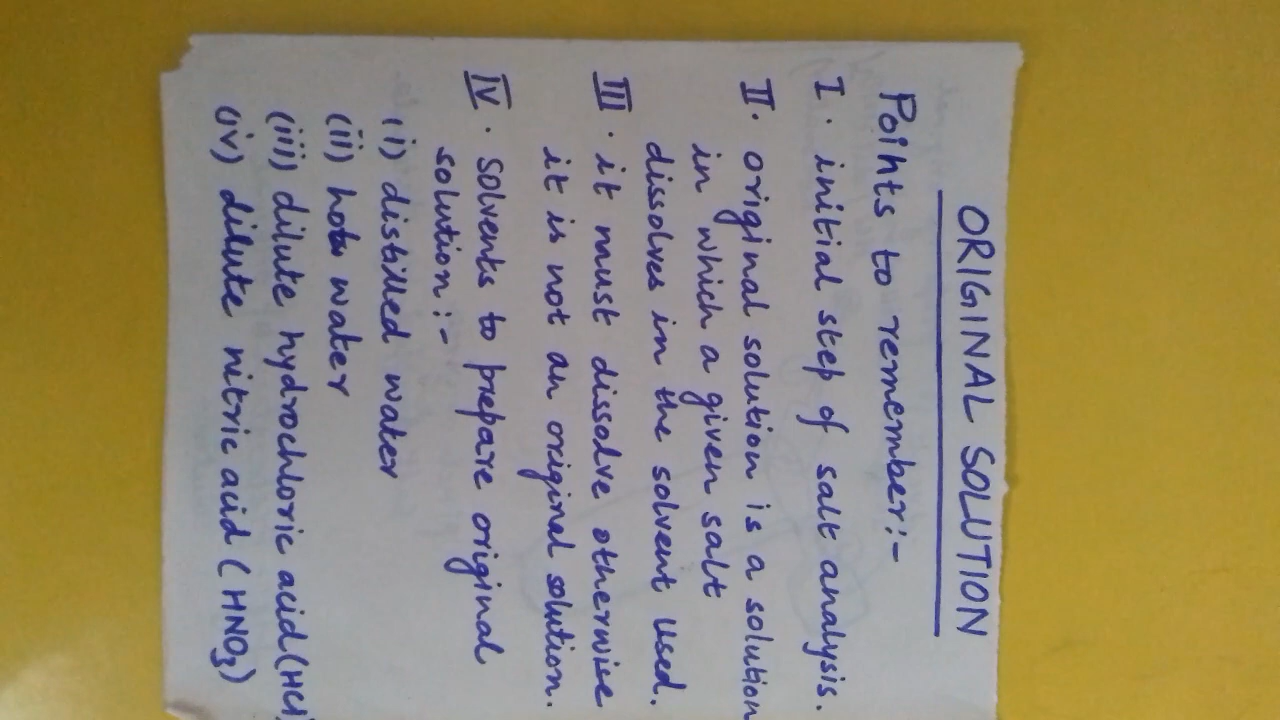 ORIGINAL SOLUTION
Points to remember:-
I. initial step of salt analysis.
II. original solution is a solution
in which a given salt
dissolves in the solvent used.
III. it must dissolve otherwise
it is not an original solution.
IV. solvents to prepare original
solution:-
(i) distilled water
(ii) hot water
(iii) dilute hydrochloric acid (HCl)
(iv) dilute nitric acid (HNO₃)